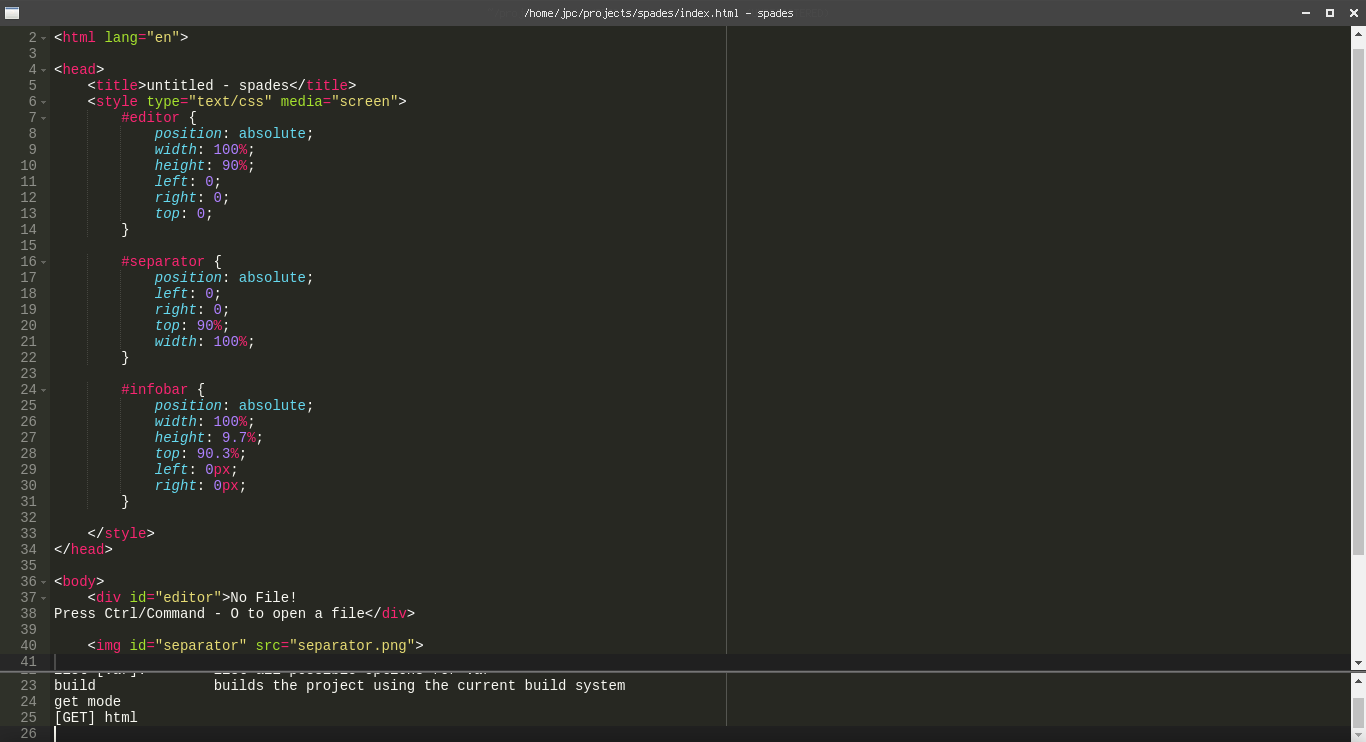 /home/jpc/projects/spades/index.html - spades
2 <html lang="en">
3
4 <head>
5     <title>untitled - spades</title>
6     <style type="text/css" media="screen">
7         #editor {
8             position: absolute;
9             width: 100%;
10             height: 90%;
11             left: 0;
12             right: 0;
13             top: 0;
14         }
15
16         #separator {
17             position: absolute;
18             left: 0;
19             right: 0;
20             top: 90%;
21             width: 100%;
22         }
23
24         #infobar {
25             position: absolute;
26             width: 100%;
27             height: 9.7%;
28             top: 90.3%;
29             left: 0px;
30             right: 0px;
31         }
32
33     </style>
34 </head>
35
36 <body>
37     <div id="editor">No File!
38 Press Ctrl/Command - O to open a file</div>
39
40     <img id="separator" src="separator.png">
41
23 build              builds the project using the current build system
24 get mode
25 [GET] html
26